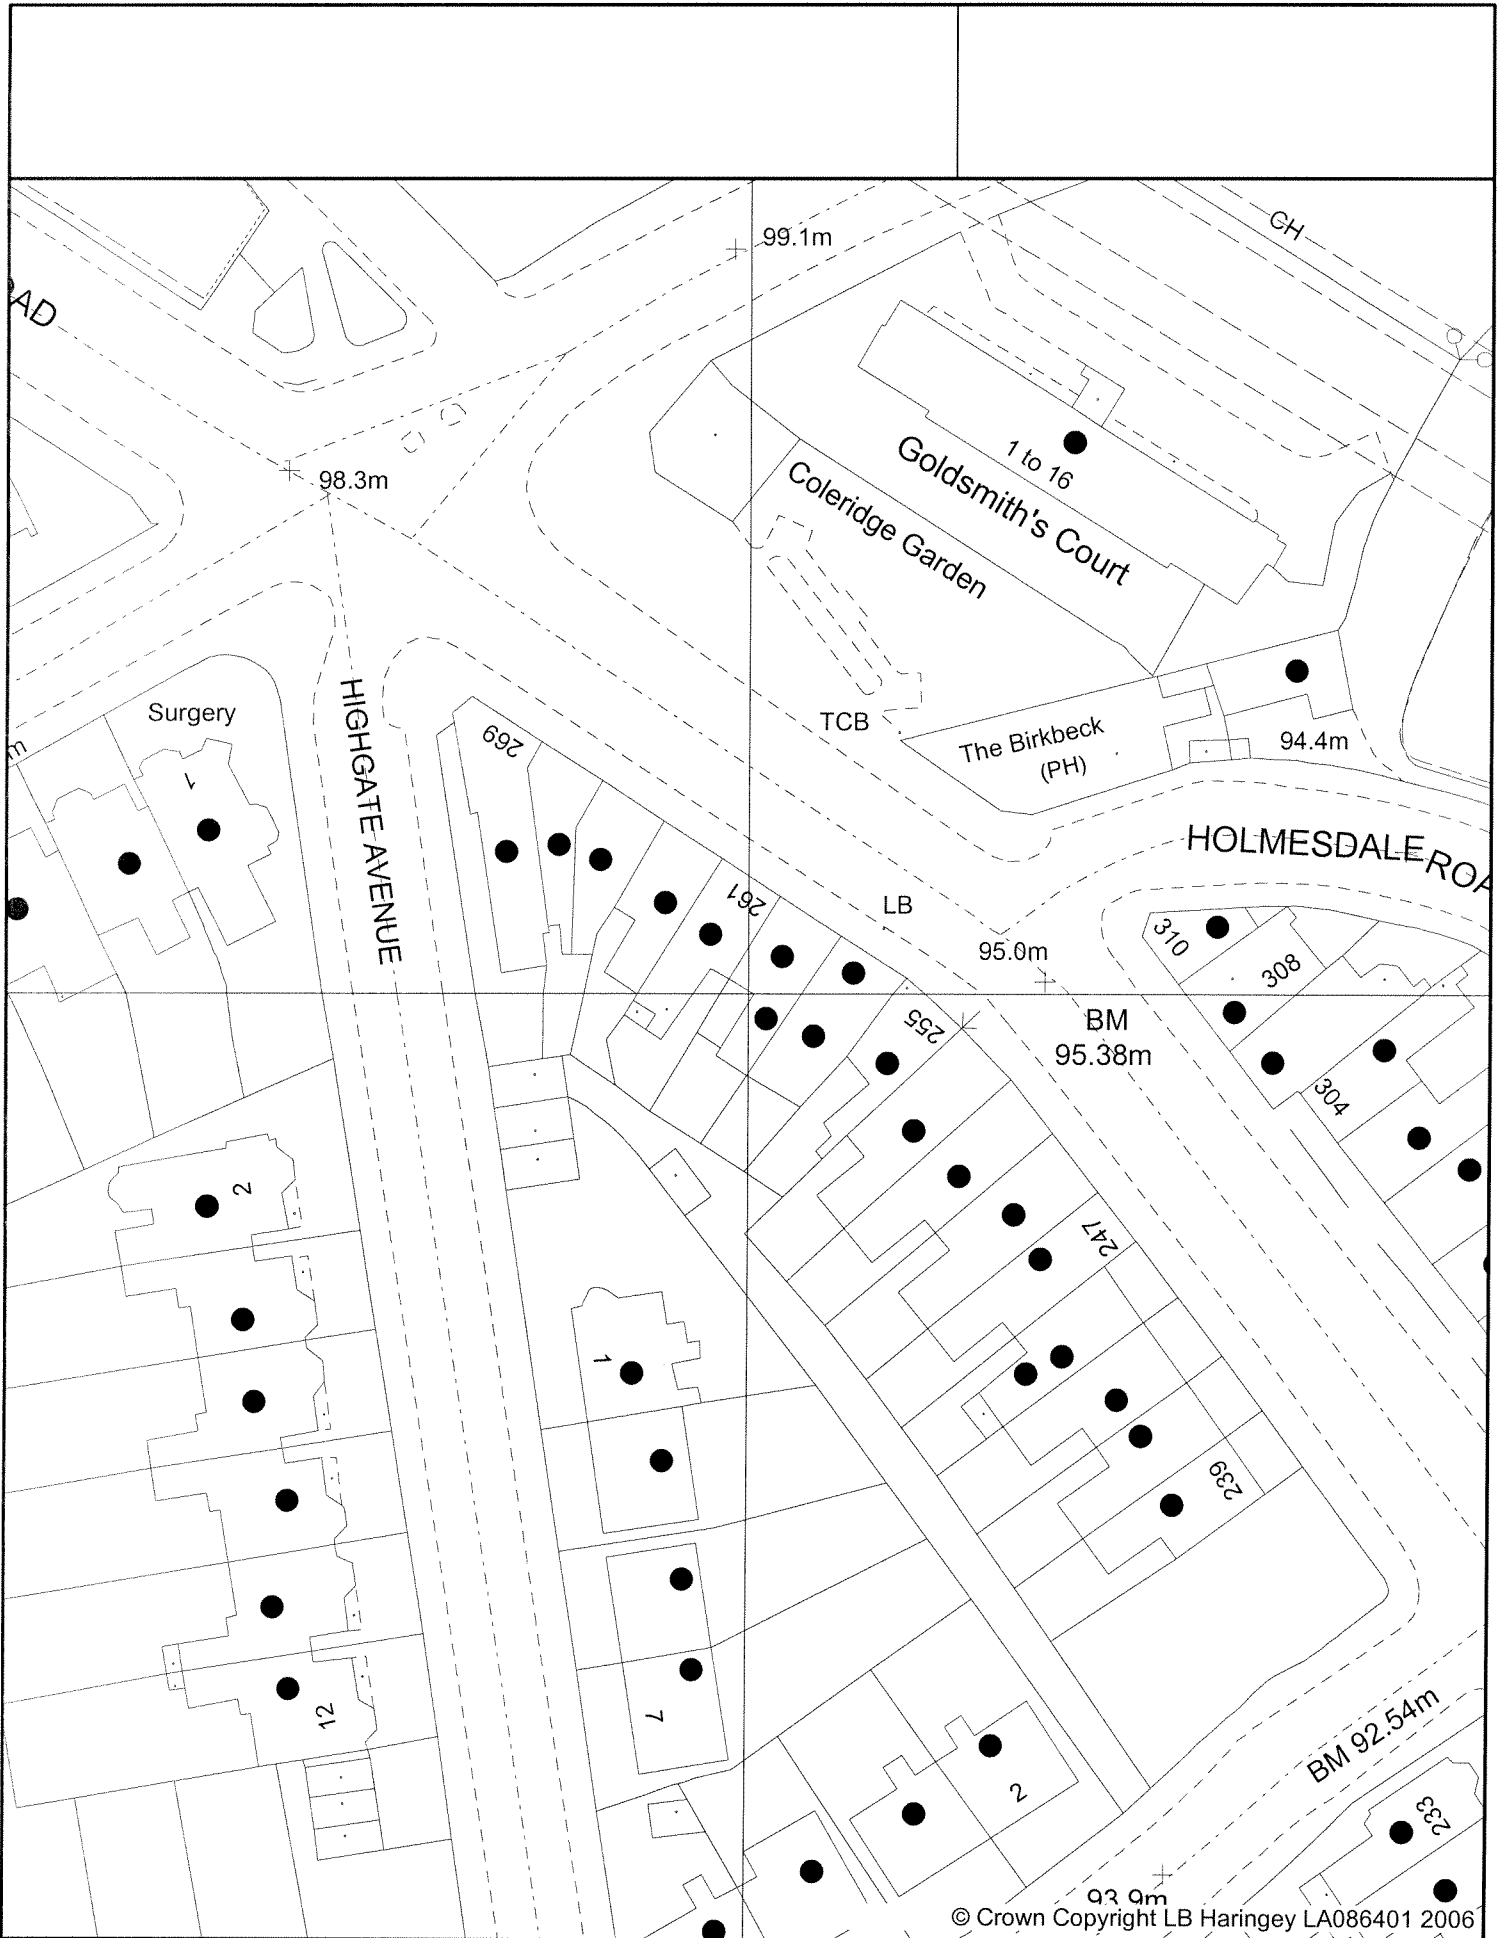 CH
99.1m
98.3m
1 to 16
Goldsmith's Court
Coleridge Garden
Surgery
1
HIGHGATE AVENUE
269
TCB
The Birkbeck
(PH)
94.4m
HOLMESDALE
261
LB
95.0m
310
308
255
BM
95.38m
304
2
247
1
239
12
7
2
BM 92.54m
233
93.9m
© Crown Copyright LB Haringey LA086401 2006